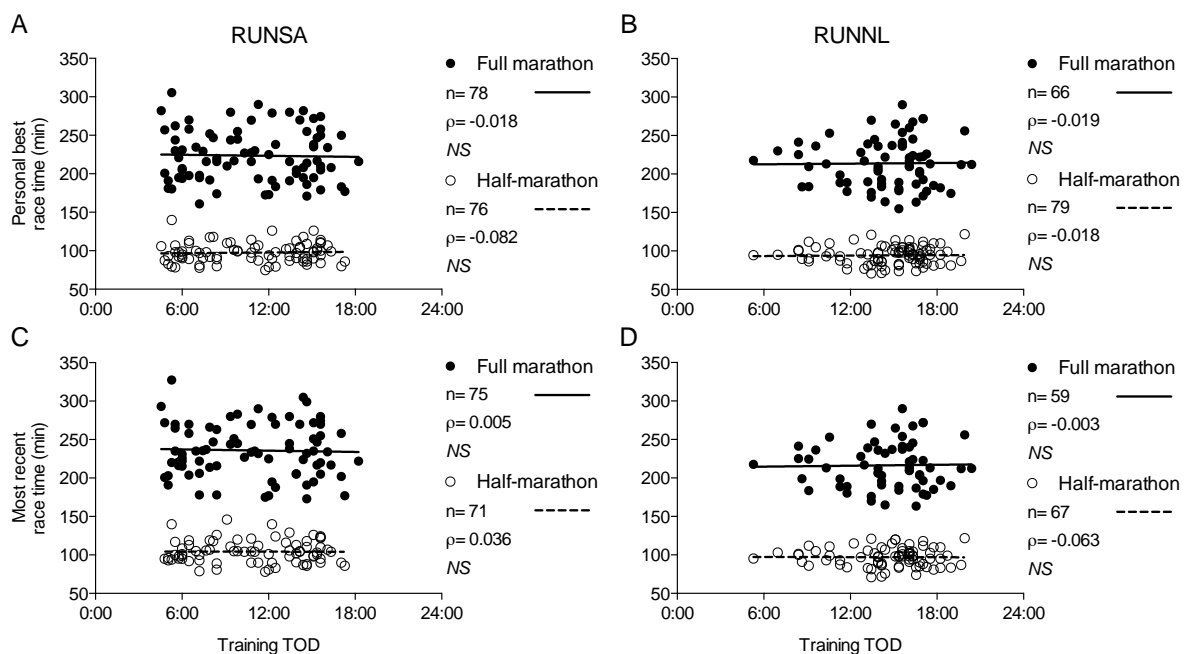 A
RUNSA
Personal best
race time (min)
350
300
250
200
150
100
50
0:00
6:00
12:00
18:00
24:00
Full marathon
n= 78
ρ= -0.018
NS
Half-marathon
n= 76
ρ= -0.082
NS
B
RUNNL
350
300
250
200
150
100
50
0:00
6:00
12:00
18:00
24:00
Full marathon
n= 66
ρ= -0.019
NS
Half-marathon
n= 79
ρ= -0.018
NS
C
Most recent
race time (min)
350
300
250
200
150
100
50
0:00
6:00
12:00
18:00
24:00
Training TOD
Full marathon
n= 75
ρ= 0.005
NS
Half-marathon
n= 71
ρ= 0.036
NS
D
350
300
250
200
150
100
50
0:00
6:00
12:00
18:00
24:00
Training TOD
Full marathon
n= 59
ρ= -0.003
NS
Half-marathon
n= 67
ρ= -0.063
NS